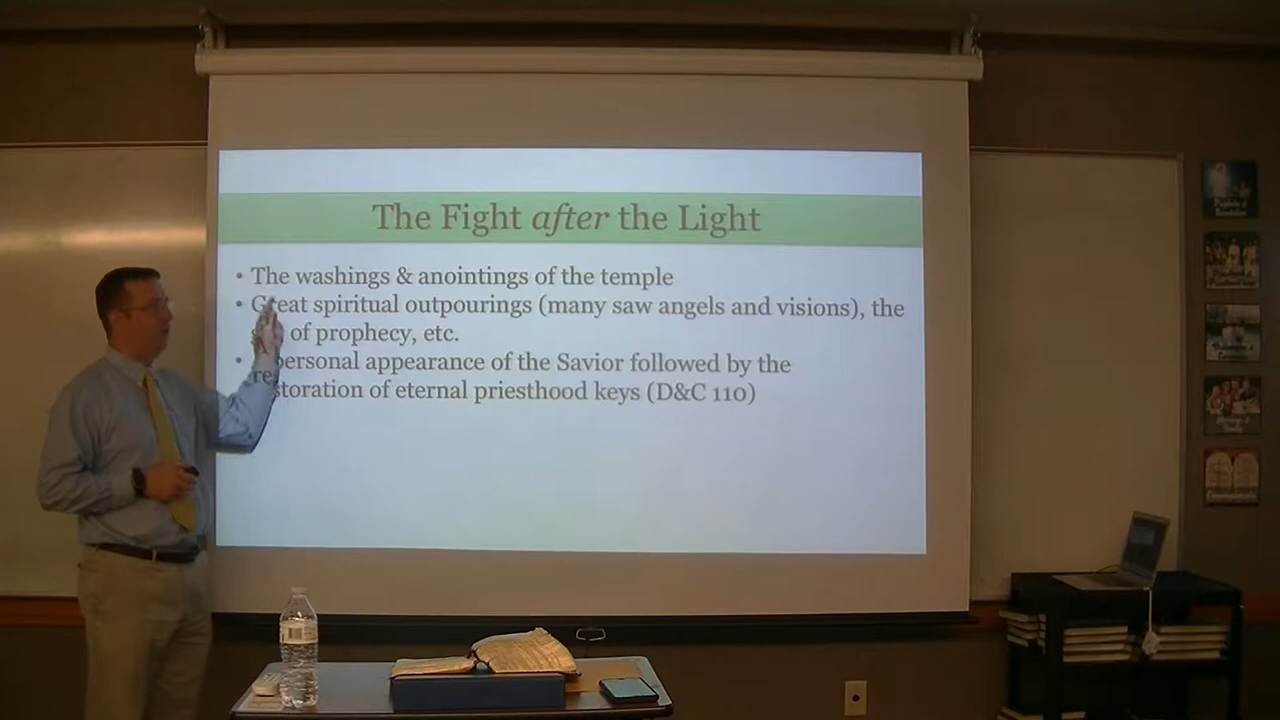 The Fight after the Light
• The washings & anointings of the temple
• Great spiritual outpourings (many saw angels and visions), the
of prophecy, etc.
• personal appearance of the Savior followed by the
restoration of eternal priesthood keys (D&C 110)